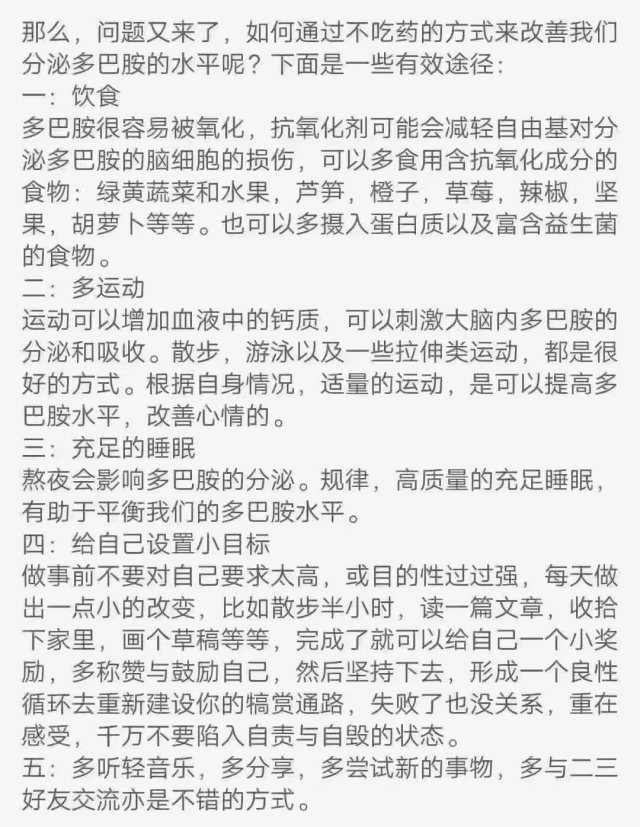 那么，问题又来了，如何通过不吃药的方式来改善我们
分泌多巴胺的水平呢？下面是一些有效途径：
一：饮食
多巴胺很容易被氧化，抗氧化剂可能会减轻自由基对分
泌多巴胺的脑细胞的损伤，可以多食用含抗氧化成分的
食物：绿黄蔬菜和水果，芦笋，橙子，草莓，辣椒，坚
果，胡萝卜等等。也可以多摄入蛋白质以及富含益生菌
的食物。
二：多运动
运动可以增加血液中的钙质，可以刺激大脑内多巴胺的
分泌和吸收。散步，游泳以及一些拉伸类运动，都是很
好的方式。根据自身情况，适量的运动，是可以提高多
巴胺水平，改善心情的。
三：充足的睡眠
熬夜会影响多巴胺的分泌。规律，高质量的充足睡眠，
有助于平衡我们的多巴胺水平。
四：给自己设置小目标
做事前不要对自己要求太高，或目的性过过强，每天做
出一点小的改变，比如散步半小时，读一篇文章，收拾
下家里，画个草稿等等，完成了就可以给自己一个小奖
励，多称赞与鼓励自己，然后坚持下去，形成一个良性
循环去重新建设你的犒赏通路，失败了也没关系，重在
感受，千万不要陷入自责与自毁的状态。
五：多听轻音乐，多分享，多尝试新的事物，多与二三
好友交流亦是不错的方式。